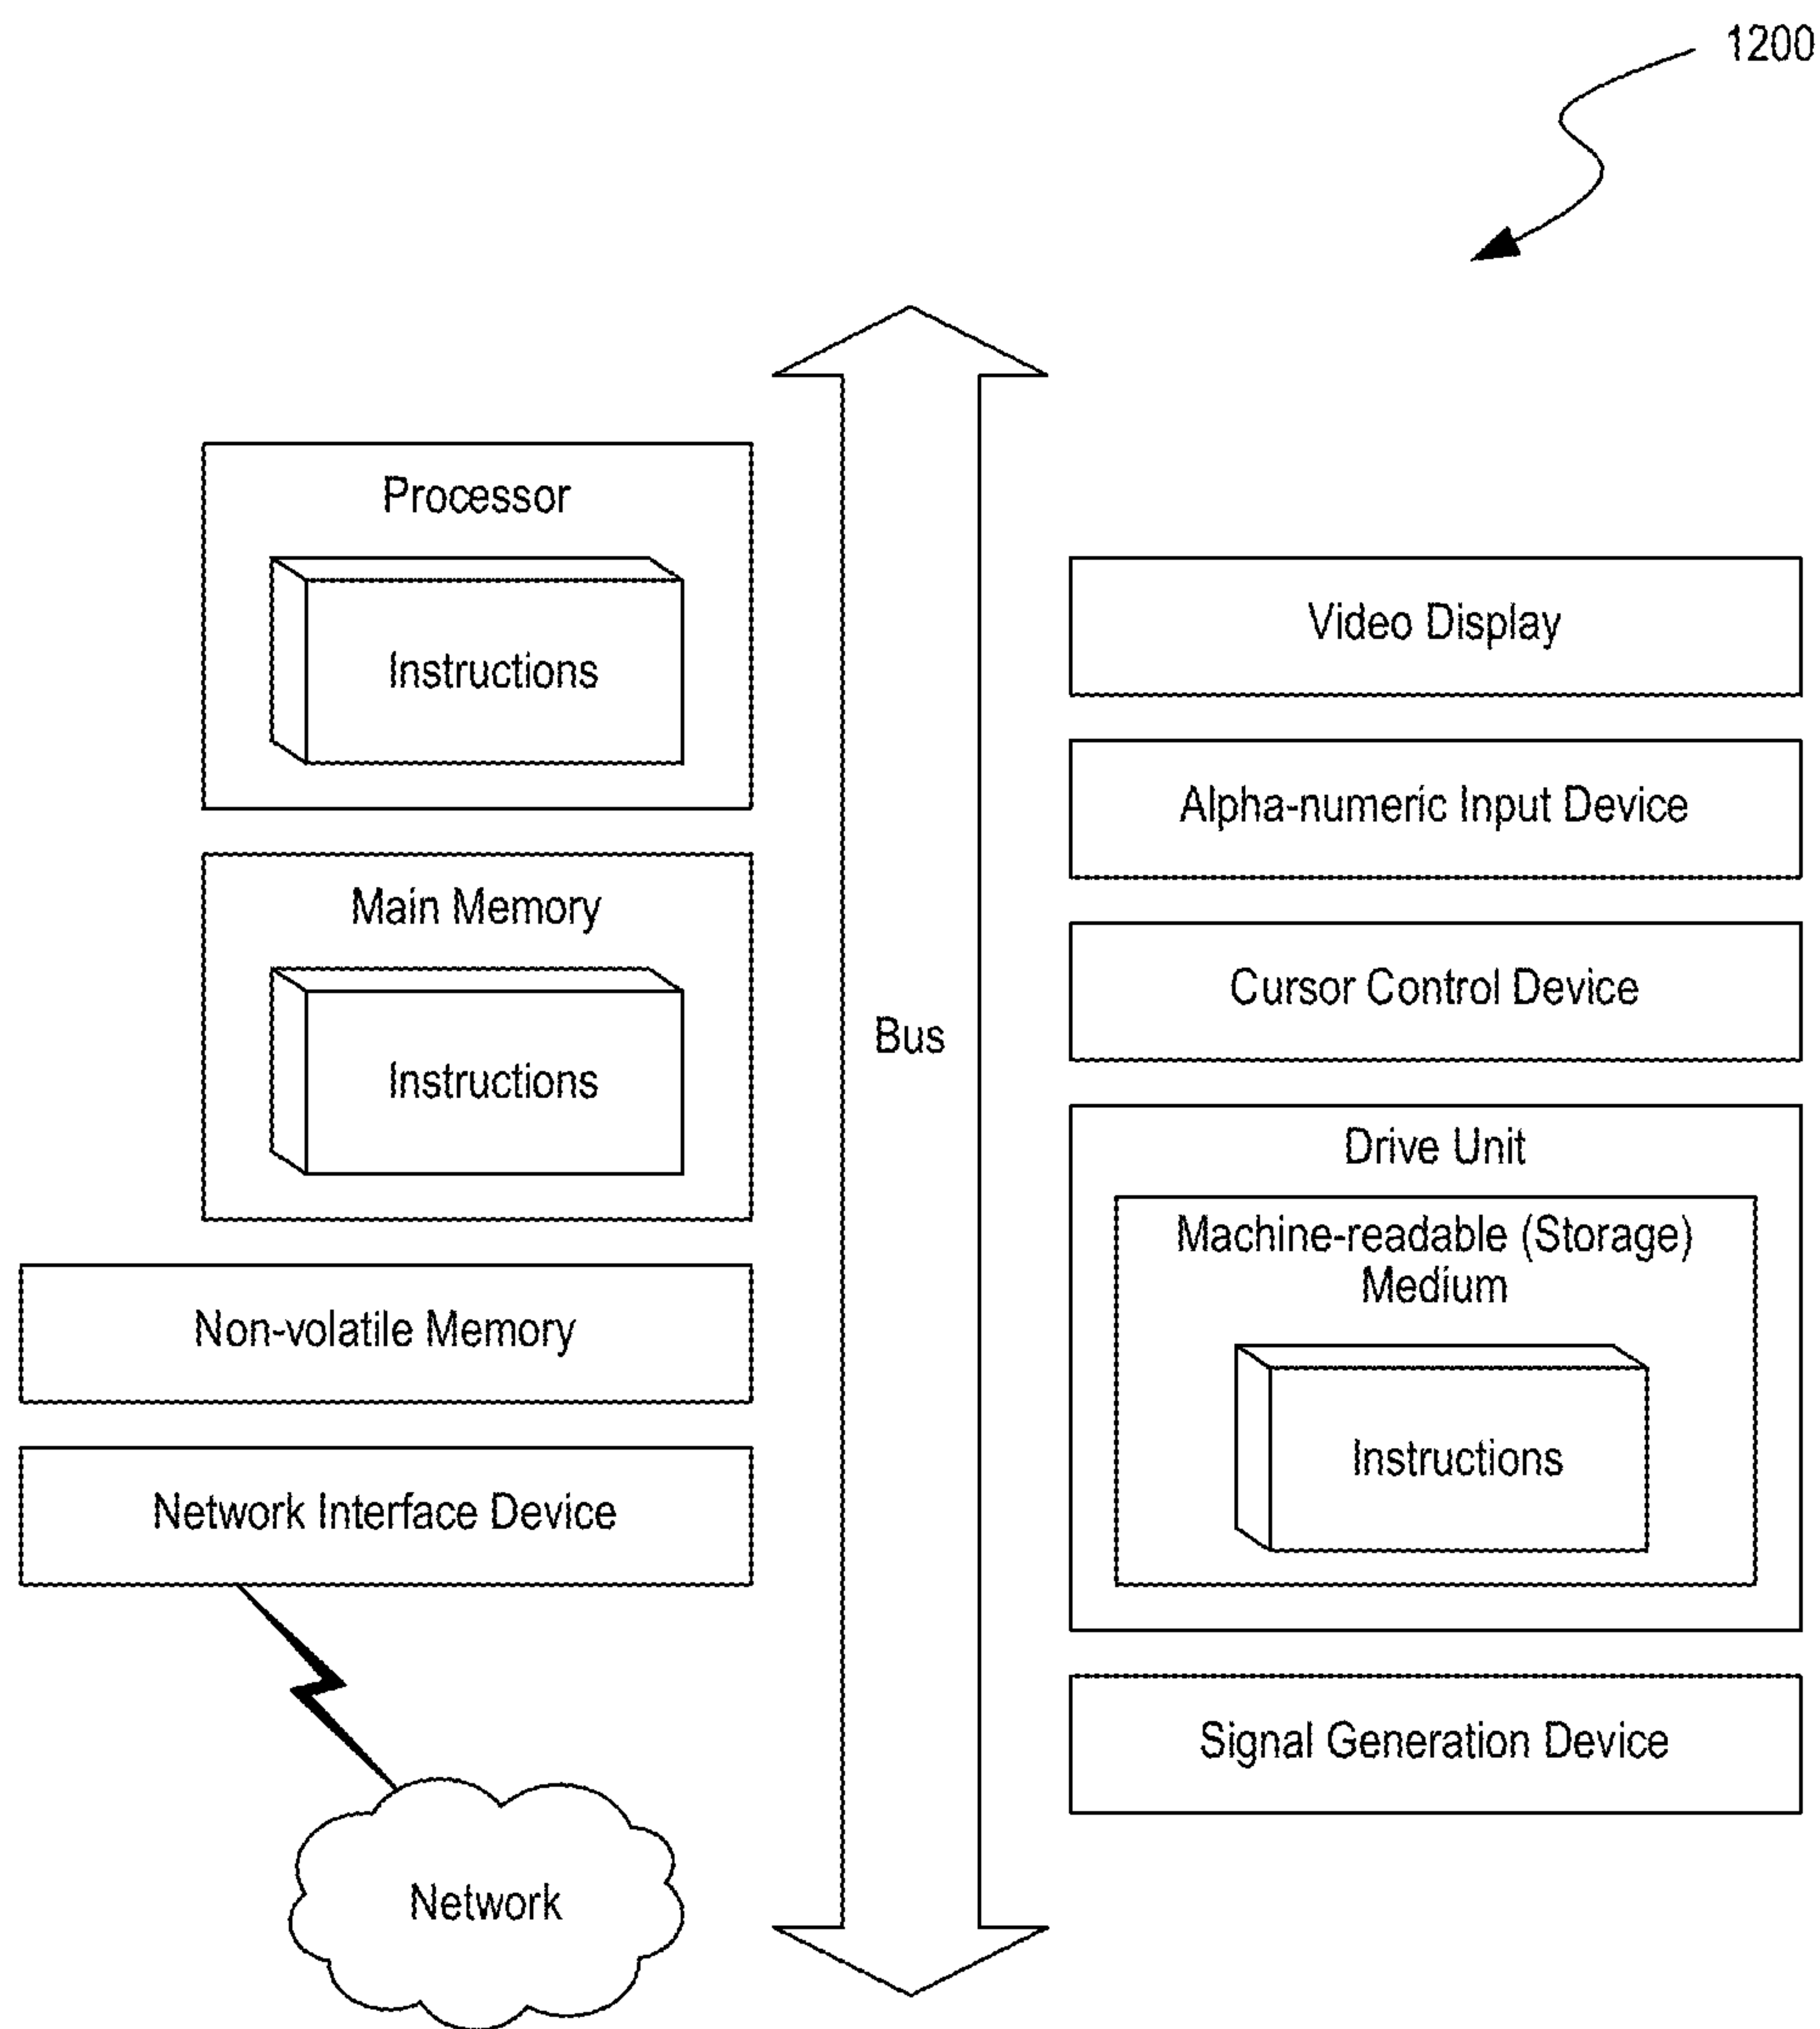 1200
Processor
Instructions
Main Memory
Instructions
Non-volatile Memory
Network Interface Device
Network
Bus
Video Display
Alpha-numeric Input Device
Cursor Control Device
Drive Unit
Machine-readable (Storage)
Medium
Instructions
Signal Generation Device